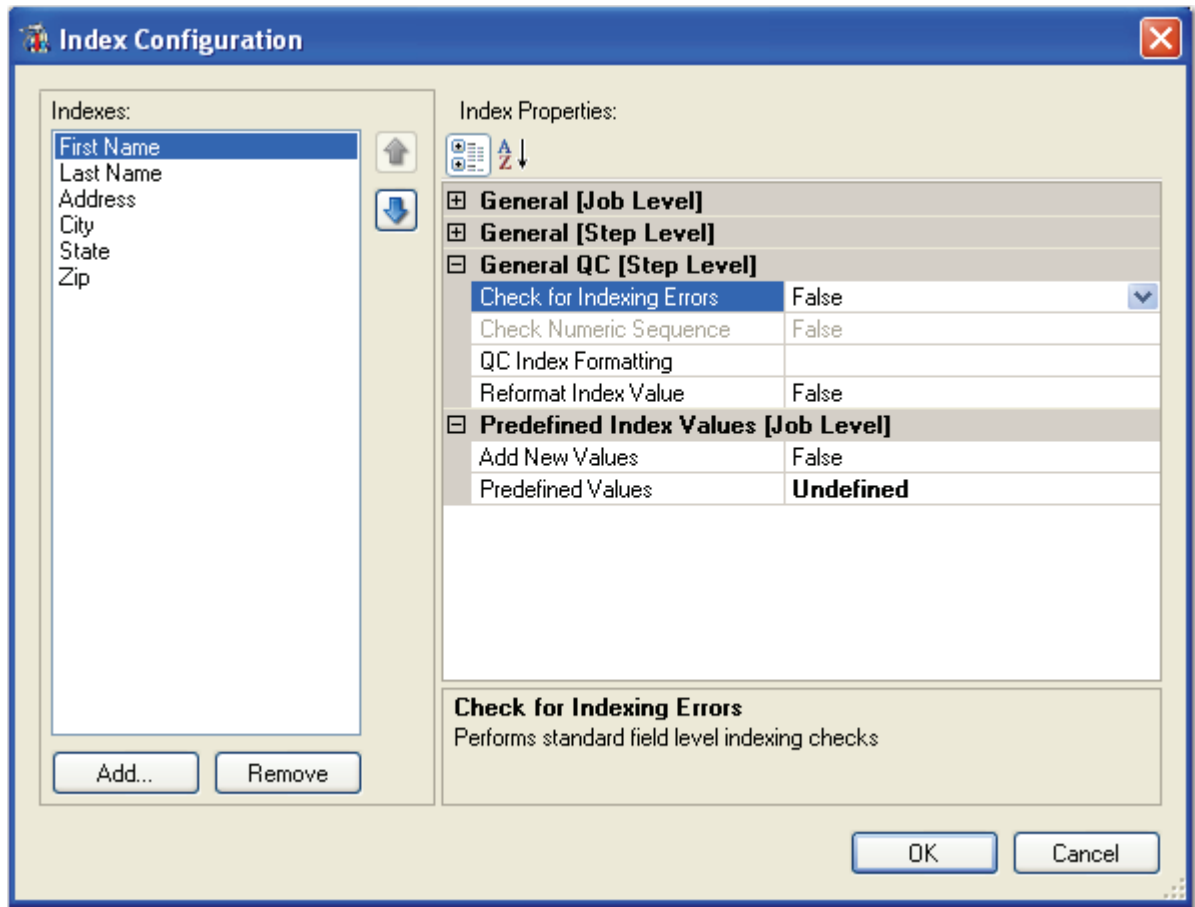 Index Configuration
Indexes:
First Name
Last Name
Address
City
State
Zip
Add...
Remove
Index Properties:
General [Job Level]
General [Step Level]
General QC [Step Level]
Check for Indexing Errors False
Check Numeric Sequence False
QC Index Formatting
Reformat Index Value False
Predefined Index Values [Job Level]
Add New Values False
Predefined Values Undefined
Check for Indexing Errors
Performs standard field level indexing checks
OK Cancel